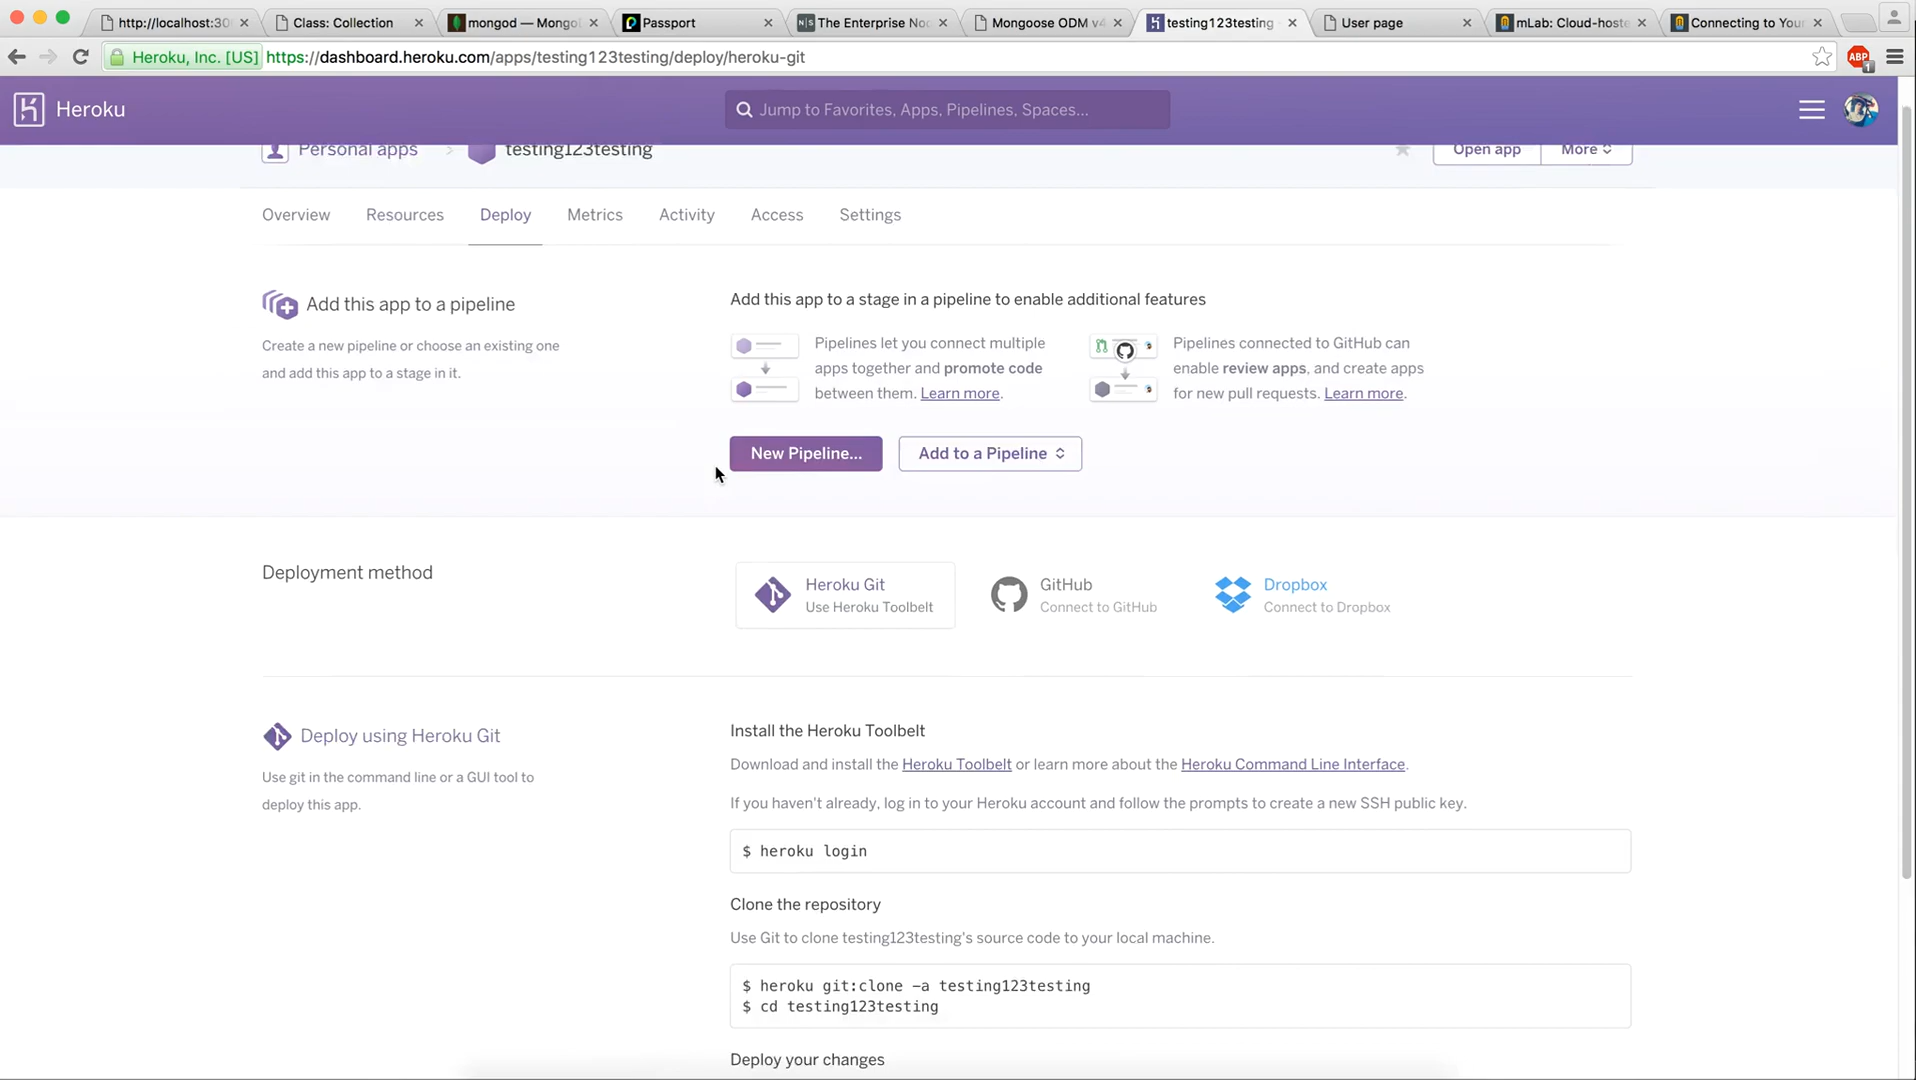 http://localhost:30
Class: Collection
mongod — Mongo
Passport
The Enterprise No
Mongoose ODM v4
testing123testing
User page
mLab: Cloud-hoste
Connecting to You
Heroku, Inc. [US] https://dashboard.heroku.com/apps/testing123testing/deploy/heroku-git
ABP
1
Heroku
Jump to Favorites, Apps, Pipelines, Spaces...
Personal apps > testing123testing
Open app
More
Overview Resources Deploy Metrics Activity Access Settings
Add this app to a pipeline
Create a new pipeline or choose an existing one
and add this app to a stage in it.
Add this app to a stage in a pipeline to enable additional features
Pipelines let you connect multiple
apps together and promote code
between them. Learn more.
Pipelines connected to GitHub can
enable review apps, and create apps
for new pull requests. Learn more.
New Pipeline...
Add to a Pipeline
Deployment method
Heroku Git
Use Heroku Toolbelt
GitHub
Connect to GitHub
Dropbox
Connect to Dropbox
Deploy using Heroku Git
Use git in the command line or a GUI tool to
deploy this app.
Install the Heroku Toolbelt
Download and install the Heroku Toolbelt or learn more about the Heroku Command Line Interface.
If you haven't already, log in to your Heroku account and follow the prompts to create a new SSH public key.
$ heroku login
Clone the repository
Use Git to clone testing123testing's source code to your local machine.
$ heroku git:clone -a testing123testing
$ cd testing123testing
Deploy your changes